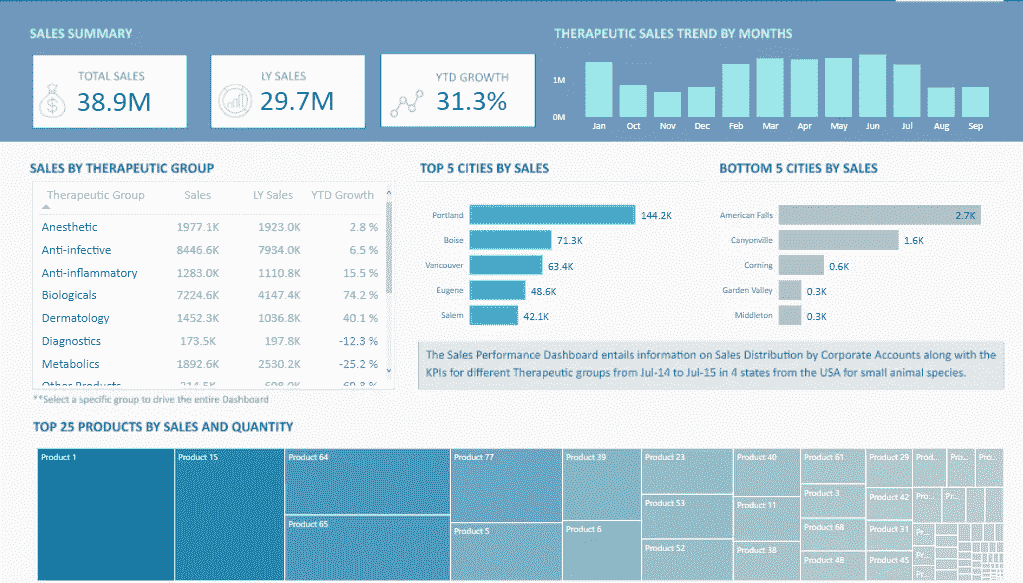 SALES SUMMARY
TOTAL SALES
38.9M
LY SALES
29.7M
YTD GROWTH
31.3%
THERAPEUTIC SALES TREND BY MONTHS
1M
0M
Jan Oct Nov Dec Feb Mar Apr May Jun Jul Aug Sep
SALES BY THERAPEUTIC GROUP
Therapeutic Group Sales LY Sales YTD Growth
Anesthetic 1977.1K 1923.0K 2.8 %
Anti-infective 8446.6K 7934.0K 6.5 %
Anti-inflammatory 1283.0K 1110.8K 15.5 %
Biologicals 7224.6K 4147.4K 74.2 %
Dermatology 1452.3K 1036.8K 40.1 %
Diagnostics 173.5K 197.8K -12.3 %
Metabolics 1892.6K 2530.2K -25.2 %
Other Products
**Select a specific group to drive the entire Dashboard
TOP 5 CITIES BY SALES
Portland 144.2K
Boise 71.3K
Vancouver 63.4K
Eugene 48.6K
Salem 42.1K
BOTTOM 5 CITIES BY SALES
American Falls 2.7K
Canyonville 1.6K
Corning 0.6K
Garden Valley 0.3K
Middleton 0.3K
The Sales Performance Dashboard entails information on Sales Distribution by Corporate Accounts along with the
KPIs for different Therapeutic groups from Jul-14 to Jul-15 in 4 states from the USA for small animal species.
TOP 25 PRODUCTS BY SALES AND QUANTITY
Product 1
Product 15
Product 64
Product 65
Product 77
Product 5
Product 39
Product 6
Product 23
Product 53
Product 52
Product 40
Product 11
Product 38
Product 61
Product 3
Product 68
Product 48
Product 29
Product 42
Product 31
Product 45
Prod...
Pro...
Pro...
Pro...
Pr...
Pr...
Pr...
Pr...